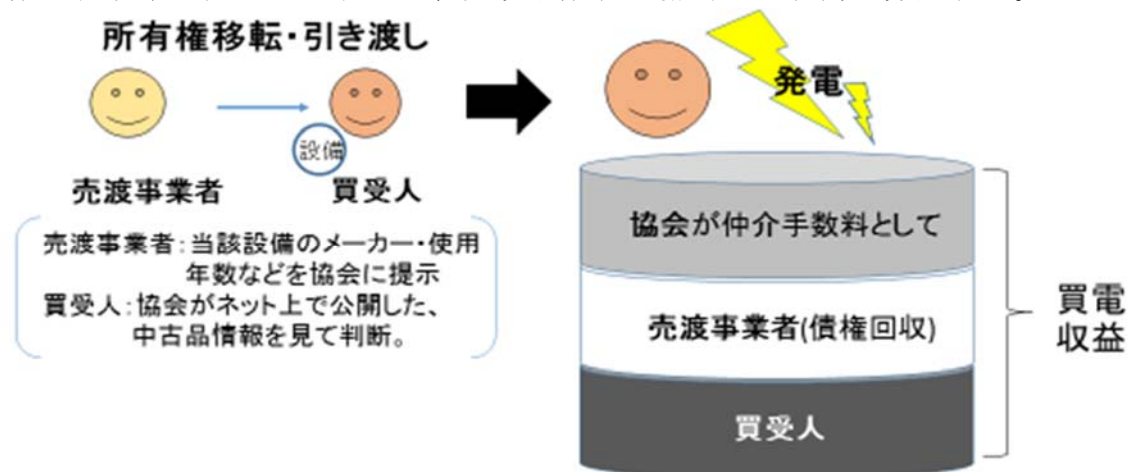 所有権移転・引き渡し
設備
売渡事業者
買受人
売渡事業者：当該設備のメーカー・使用
年数などを協会に提示
買受人：協会がネット上で公開した、
中古品情報を見て判断。
発電
協会が仲介手数料として
売渡事業者(債権回収)
買受人
買電
収益